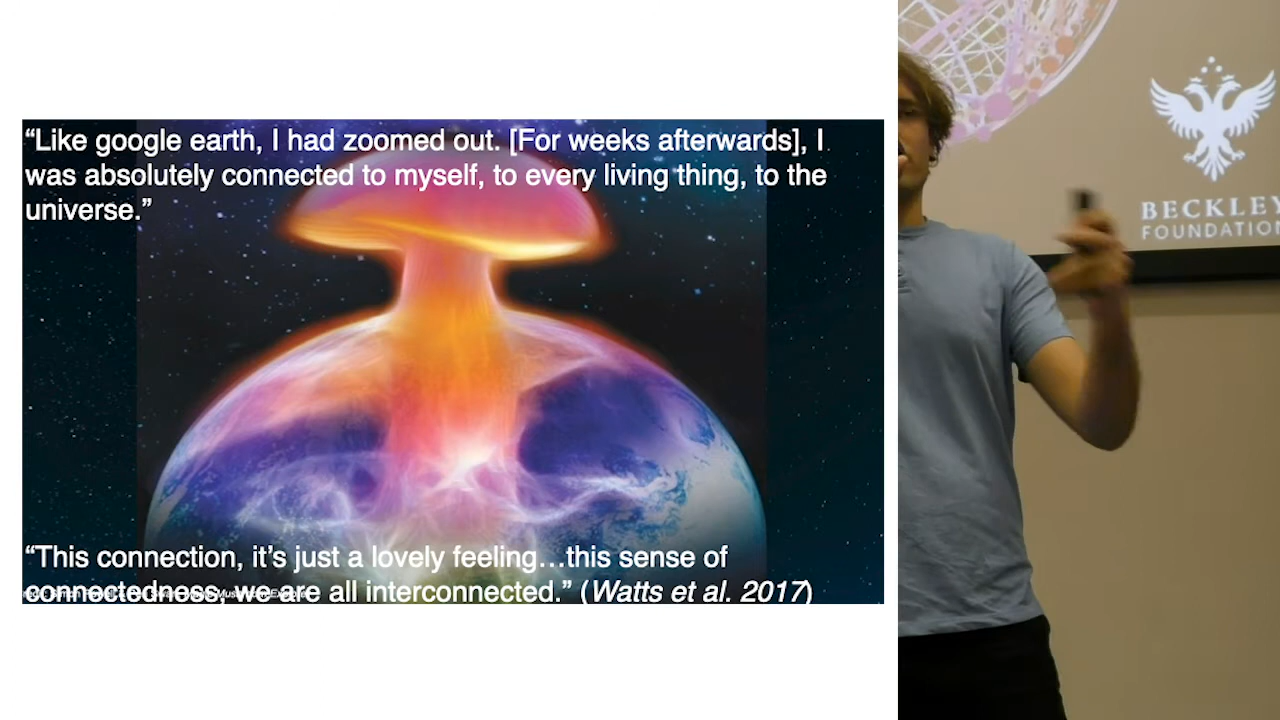 “Like google earth, I had zoomed out. [For weeks afterwards], I
was absolutely connected to myself, to every living thing, to the
universe.”
“This connection, it’s just a lovely feeling…this sense of
connectedness, we are all interconnected.” (Watts et al. 2017)
BECKLEY
FOUNDATION